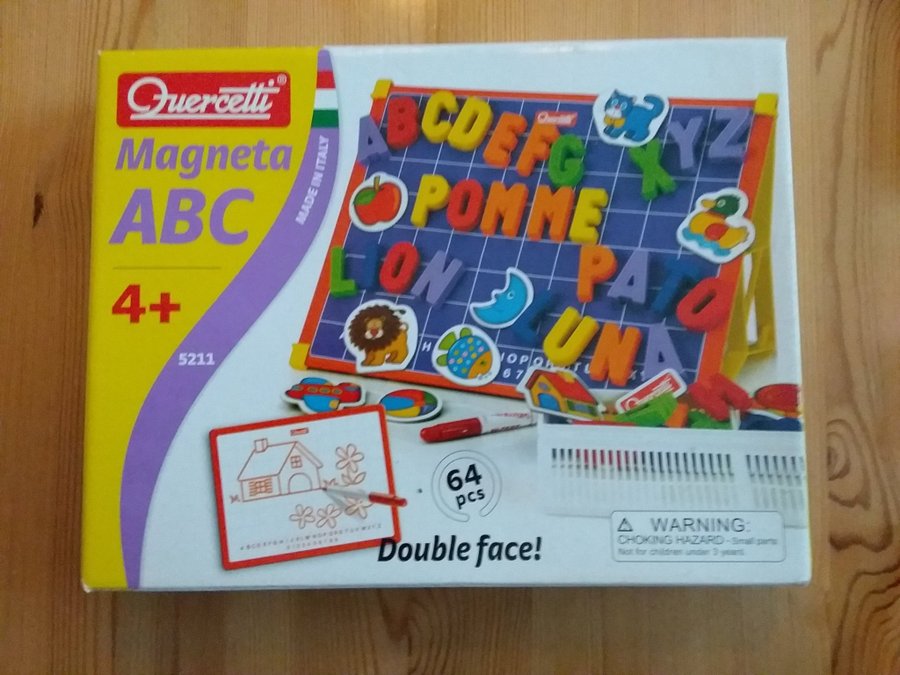 Quercetti®
Magneta
ABC
4+
5211
MADE IN ITALY
ABCDEFG
XYZ
Quercetti
POMME
LION
PATO
LUNA
Quercetti
64
pcs
Double face!
⚠ WARNING:
CHOKING HAZARD - Small parts
Not for children under 3 years.